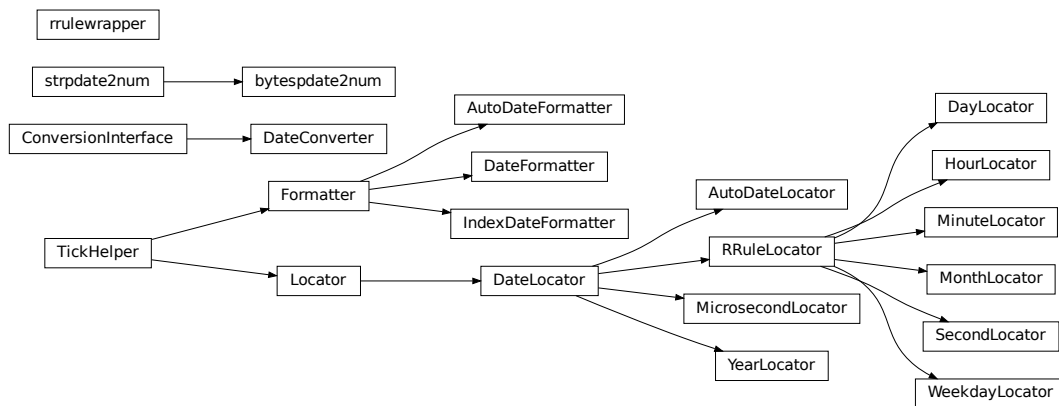 rrulewrapper
strpdate2num
bytespdate2num
ConversionInterface
DateConverter
TickHelper
Formatter
Locator
AutoDateFormatter
DateFormatter
IndexDateFormatter
DateLocator
AutoDateLocator
RRuleLocator
MicrosecondLocator
YearLocator
DayLocator
HourLocator
MinuteLocator
MonthLocator
SecondLocator
WeekdayLocator